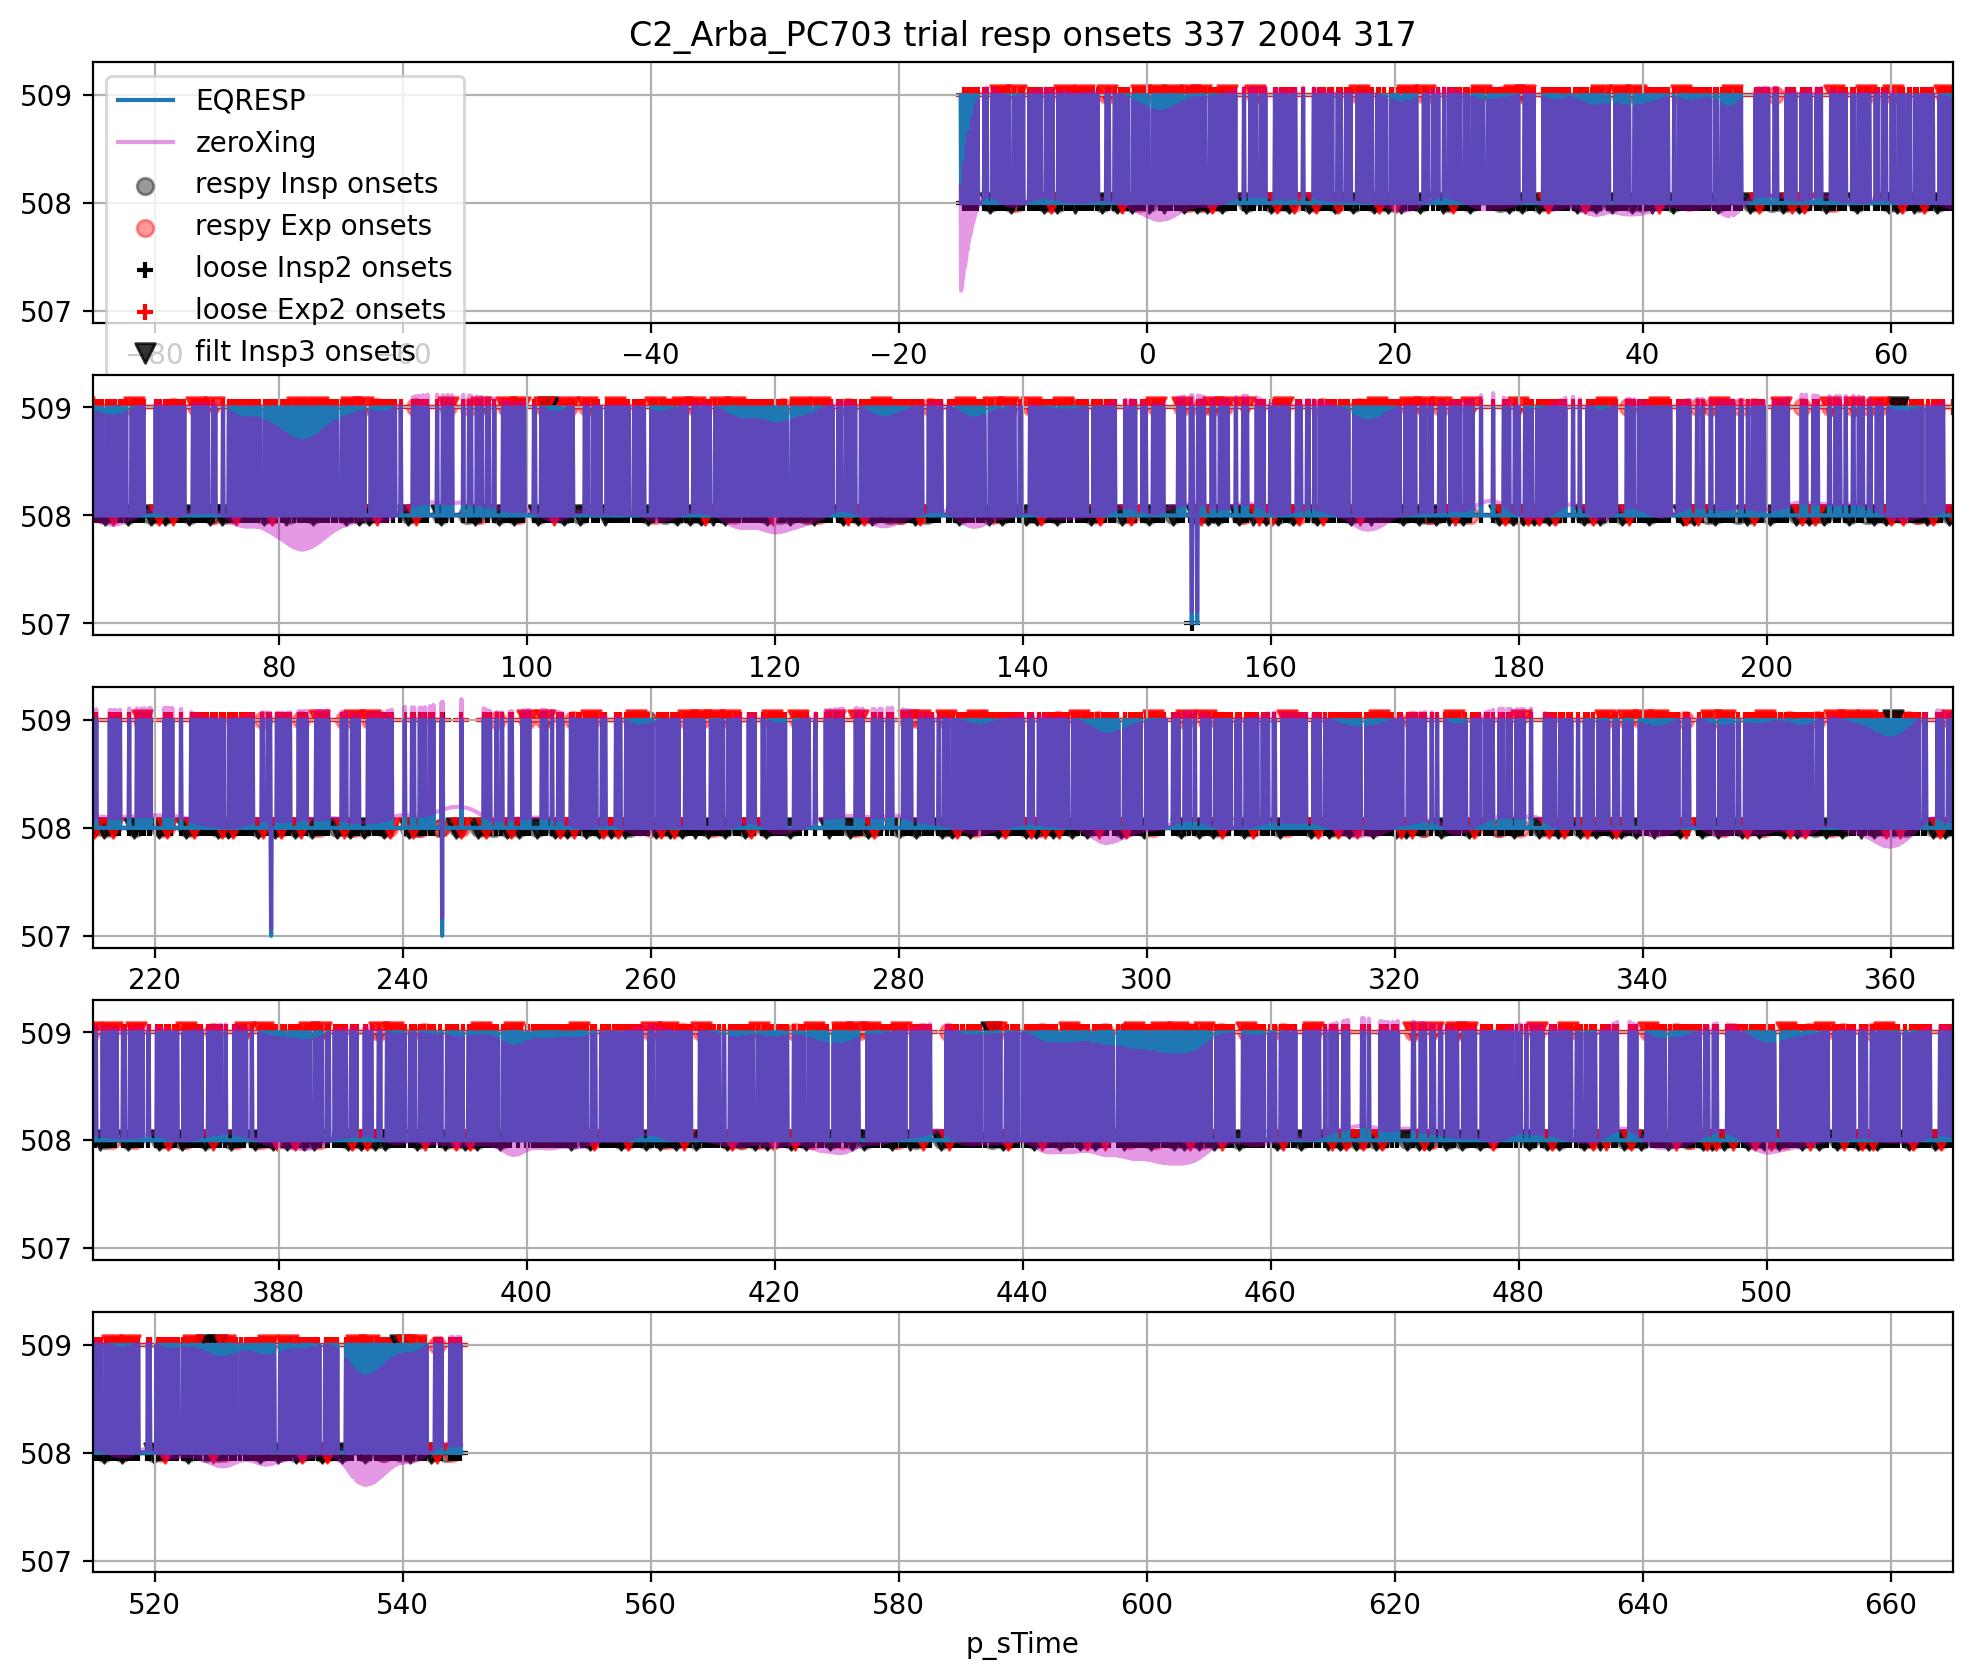 C2_Arba_PC703 trial resp onsets 337 2004 317
509
508
507
EQRESP
zeroXing
respy Insp onsets
respy Exp onsets
loose Insp2 onsets
loose Exp2 onsets
filt Insp3 onsets
−80 −60 −40 −20 0 20 40 60
509
508
507
80 100 120 140 160 180 200
509
508
507
220 240 260 280 300 320 340 360
509
508
507
380 400 420 440 460 480 500
509
508
507
520 540 560 580 600 620 640 660
p_sTime